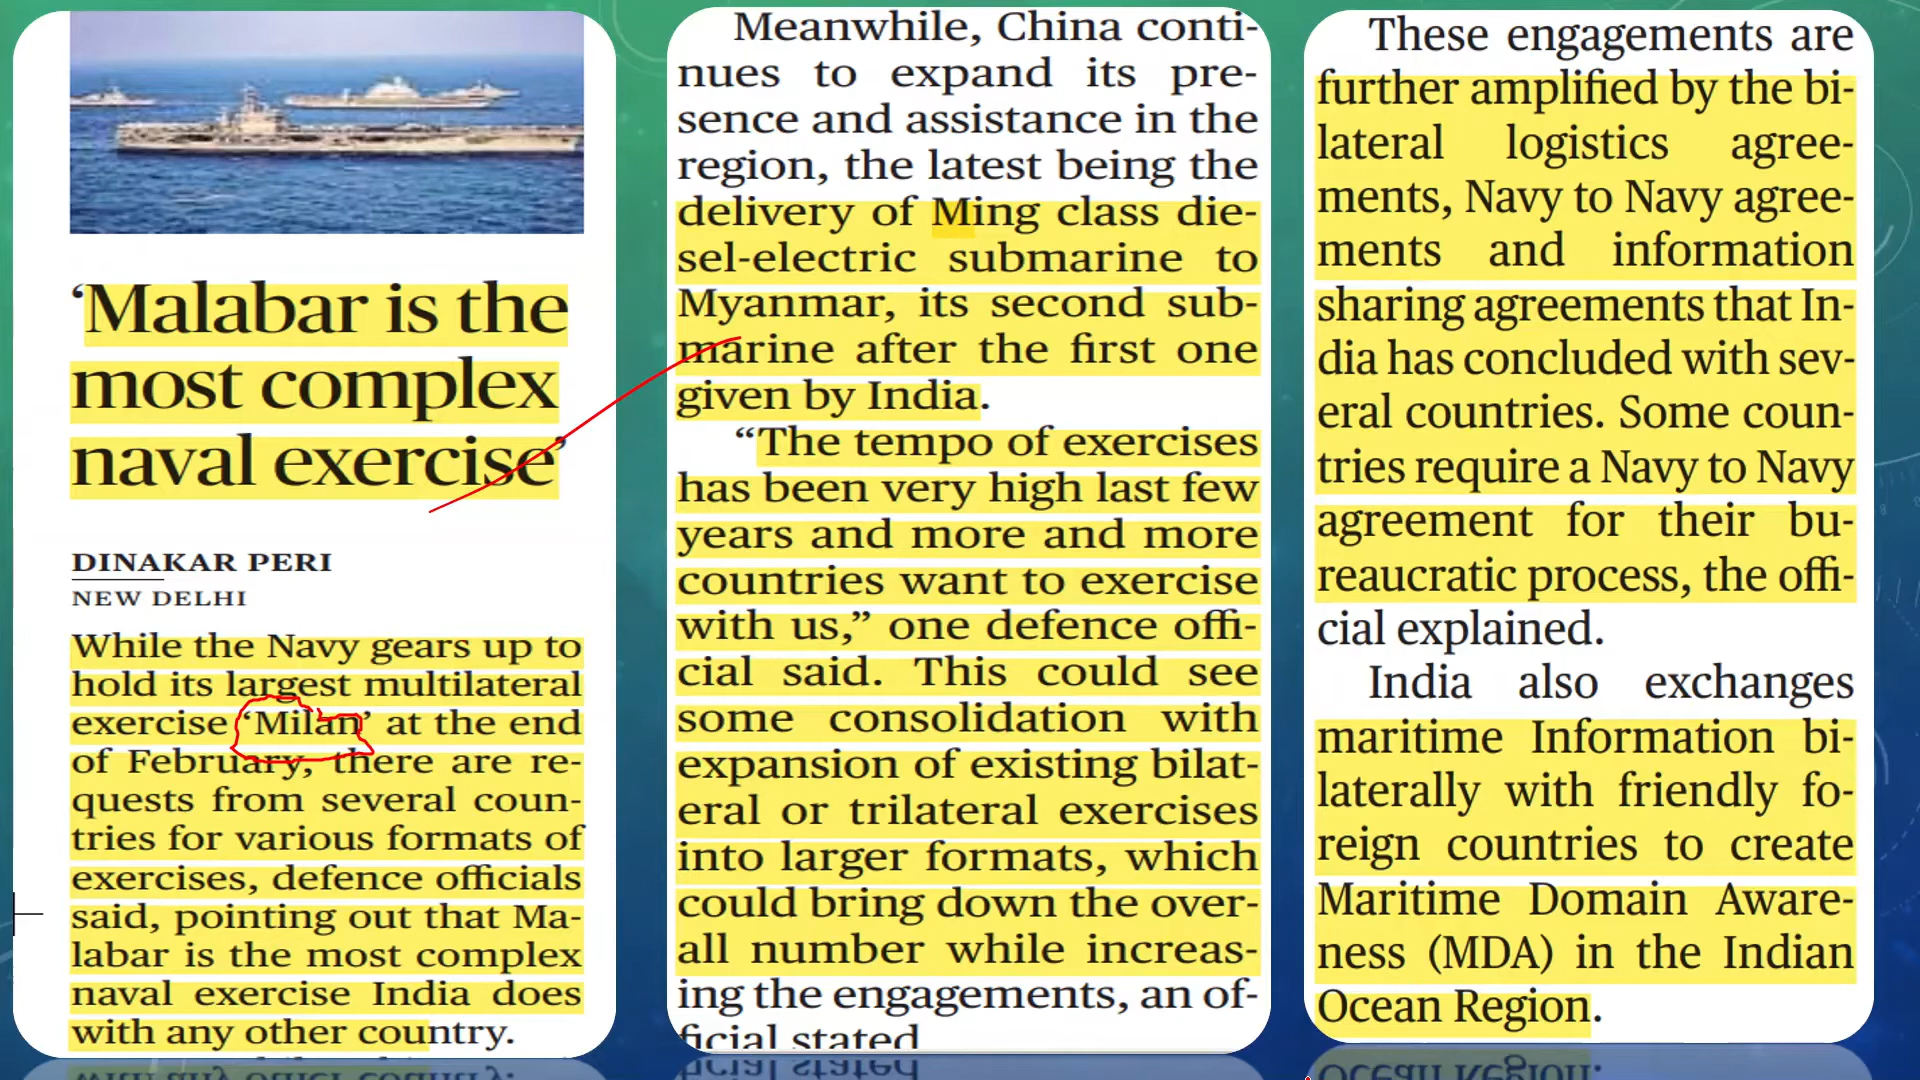 ‘Malabar is the
most complex
naval exercise’
DINAKAR PERI
NEW DELHI
While the Navy gears up to
hold its largest multilateral
exercise ‘Milan’ at the end
of February, there are re-
quests from several coun-
tries for various formats of
exercises, defence officials
said, pointing out that Ma-
labar is the most complex
naval exercise India does
with any other country.
Meanwhile, China conti-
nues to expand its pre-
sence and assistance in the
region, the latest being the
delivery of Ming class die-
sel-electric submarine to
Myanmar, its second sub-
marine after the first one
given by India.
“The tempo of exercises
has been very high last few
years and more and more
countries want to exercise
with us,” one defence offi-
cial said. This could see
some consolidation with
expansion of existing bilat-
eral or trilateral exercises
into larger formats, which
could bring down the over-
all number while increas-
ing the engagements, an of-
ficial stated
These engagements are
further amplified by the bi-
lateral logistics agree-
ments, Navy to Navy agree-
ments and information
sharing agreements that In-
dia has concluded with sev-
eral countries. Some coun-
tries require a Navy to Navy
agreement for their bu-
reaucratic process, the offi-
cial explained.
India also exchanges
maritime Information bi-
laterally with friendly fo-
reign countries to create
Maritime Domain Aware-
ness (MDA) in the Indian
Ocean Region.